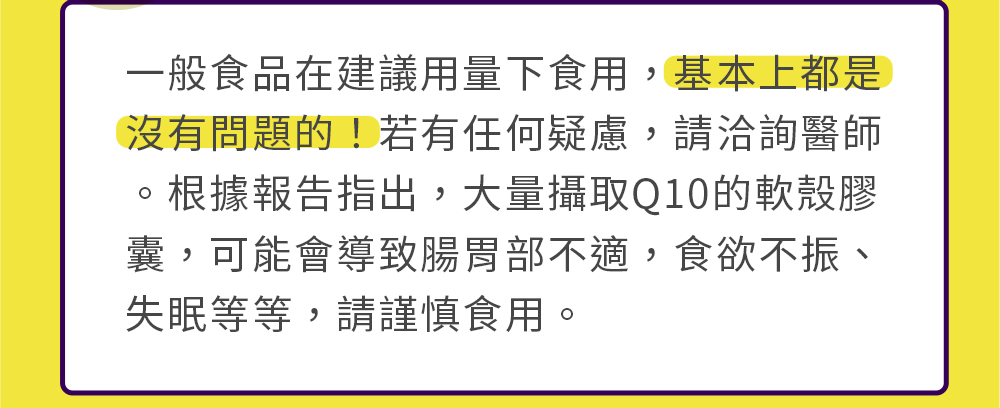 一般食品在建議用量下食用，基本上都是
沒有問題的！若有任何疑慮，請洽詢醫師
。根據報告指出，大量攝取Q10的軟殼膠
囊，可能會導致腸胃部不適，食欲不振、
失眠等等，請謹慎食用。